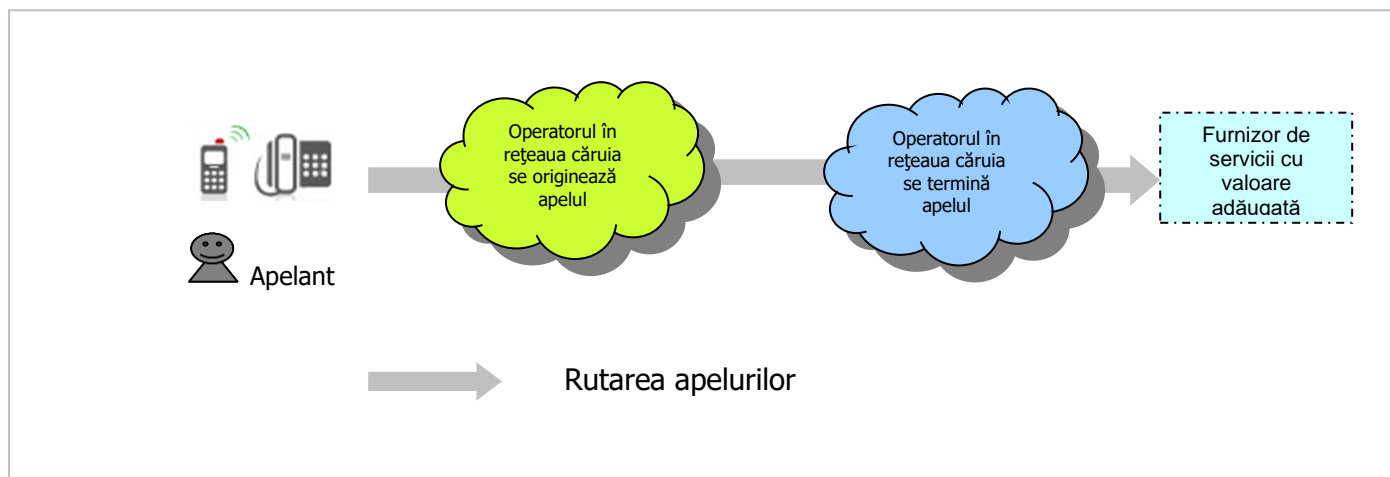 Operatorul în
reţeaua căruia
se originează
apelul
Operatorul în
reţeaua căruia
se termină
apelul
Furnizor de
servicii cu
valoare
adăugată
Apelant
Rutarea apelurilor